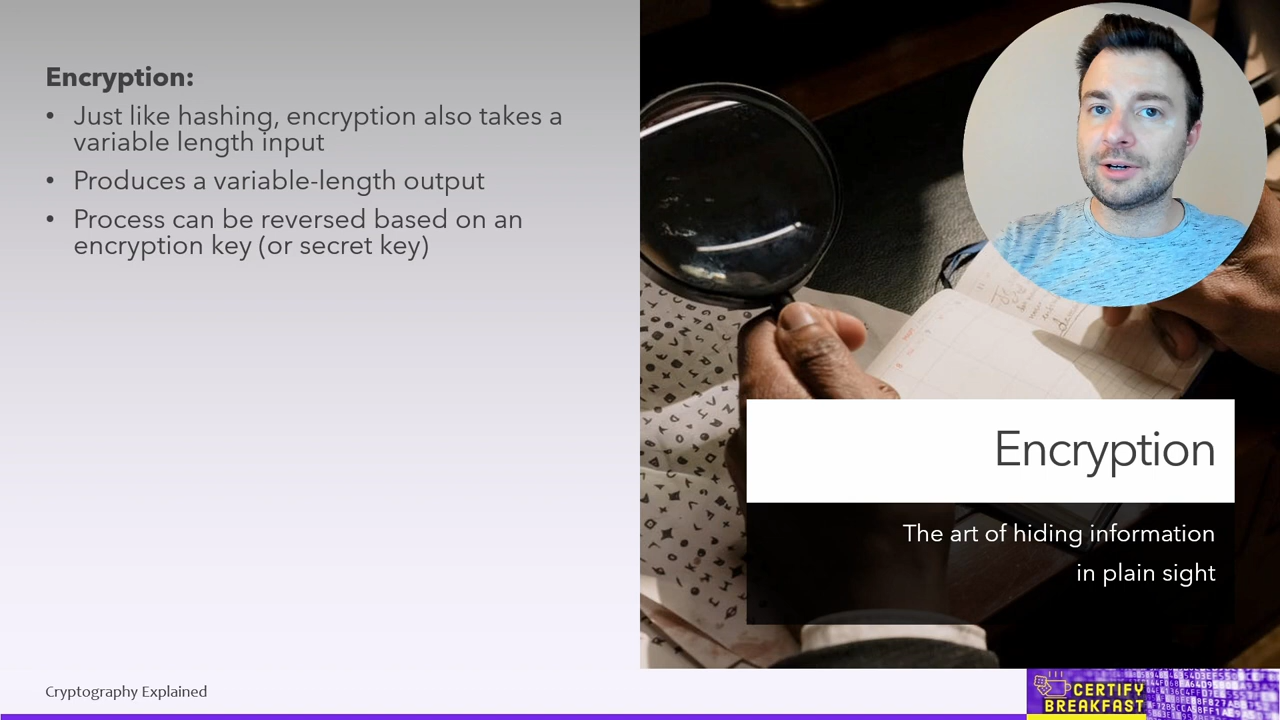 Encryption:
• Just like hashing, encryption also takes a
variable length input
• Produces a variable-length output
• Process can be reversed based on an
encryption key (or secret key)
Encryption
The art of hiding information
in plain sight
Cryptography Explained
CERTIFY
BREAKFAST